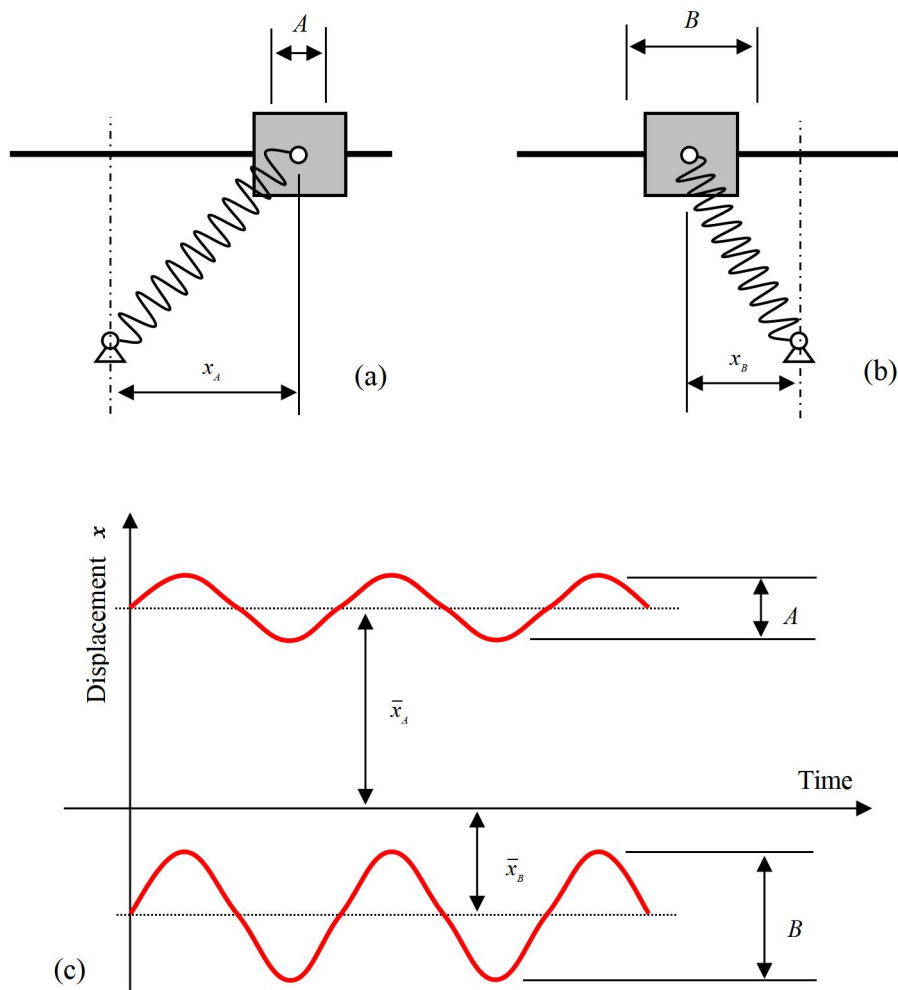 A
B
x_A
(a)
x_B
(b)
Displacement x
A
x̄_A
Time
x̄_B
B
(c)